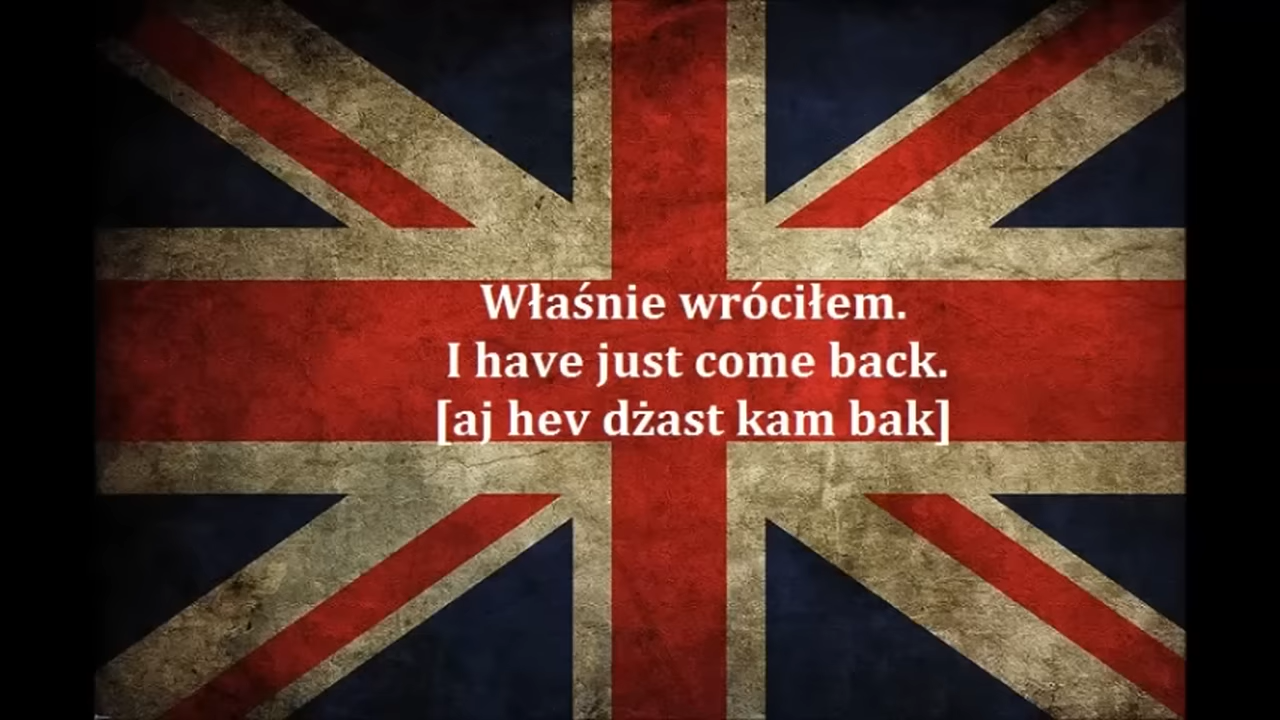 Właśnie wróciłem.
I have just come back.
[aj hev dżast kam bak]